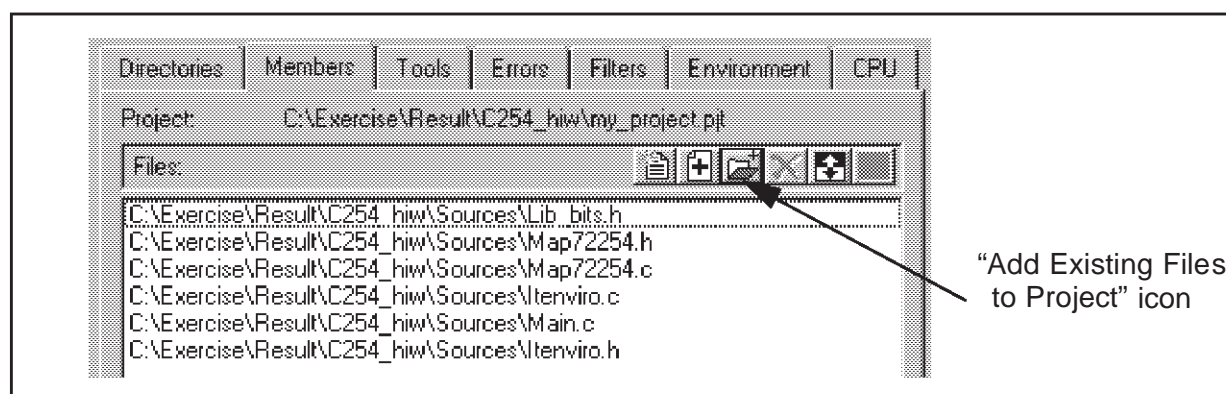 Directories Members Tools Errors Filters Environment CPU
Project: C:\Exercise\Result\C254_hiw\my_project.pjt
Files:
C:\Exercise\Result\C254_hiw\Sources\Lib_bits.h
C:\Exercise\Result\C254_hiw\Sources\Map72254.h
C:\Exercise\Result\C254_hiw\Sources\Map72254.c
C:\Exercise\Result\C254_hiw\Sources\Itenviro.c
C:\Exercise\Result\C254_hiw\Sources\Main.c
C:\Exercise\Result\C254_hiw\Sources\Itenviro.h
“Add Existing Files
to Project” icon